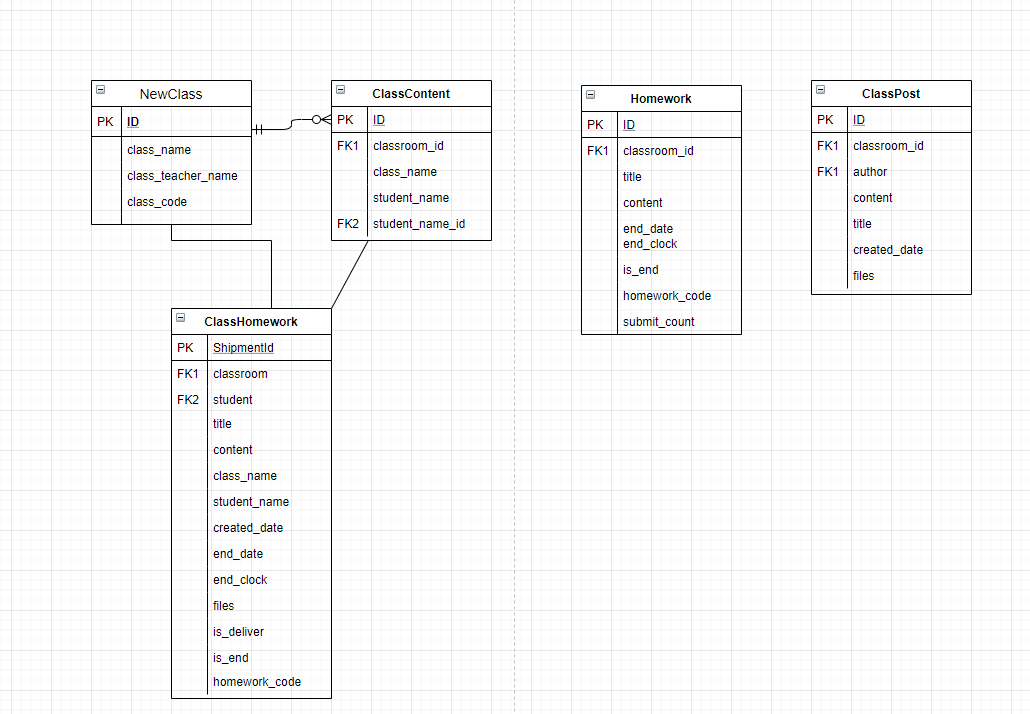 NewClass
PK ID
class_name
class_teacher_name
class_code
ClassContent
PK ID
FK1 classroom_id
class_name
student_name
FK2 student_name_id
Homework
PK ID
FK1 classroom_id
title
content
end_date
end_clock
is_end
homework_code
submit_count
ClassPost
PK ID
FK1 classroom_id
FK1 author
content
title
created_date
files
ClassHomework
PK ShipmentId
FK1 classroom
FK2 student
title
content
class_name
student_name
created_date
end_date
end_clock
files
is_deliver
is_end
homework_code